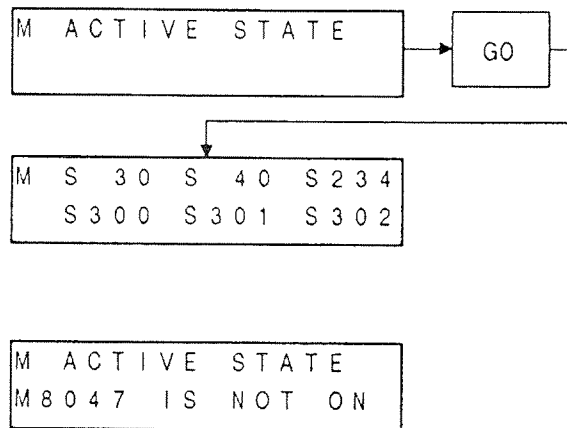 M ACTIVE STATE
GO
M S 30 S 40 S234
S300 S301 S302
M ACTIVE STATE
M8047 IS NOT ON